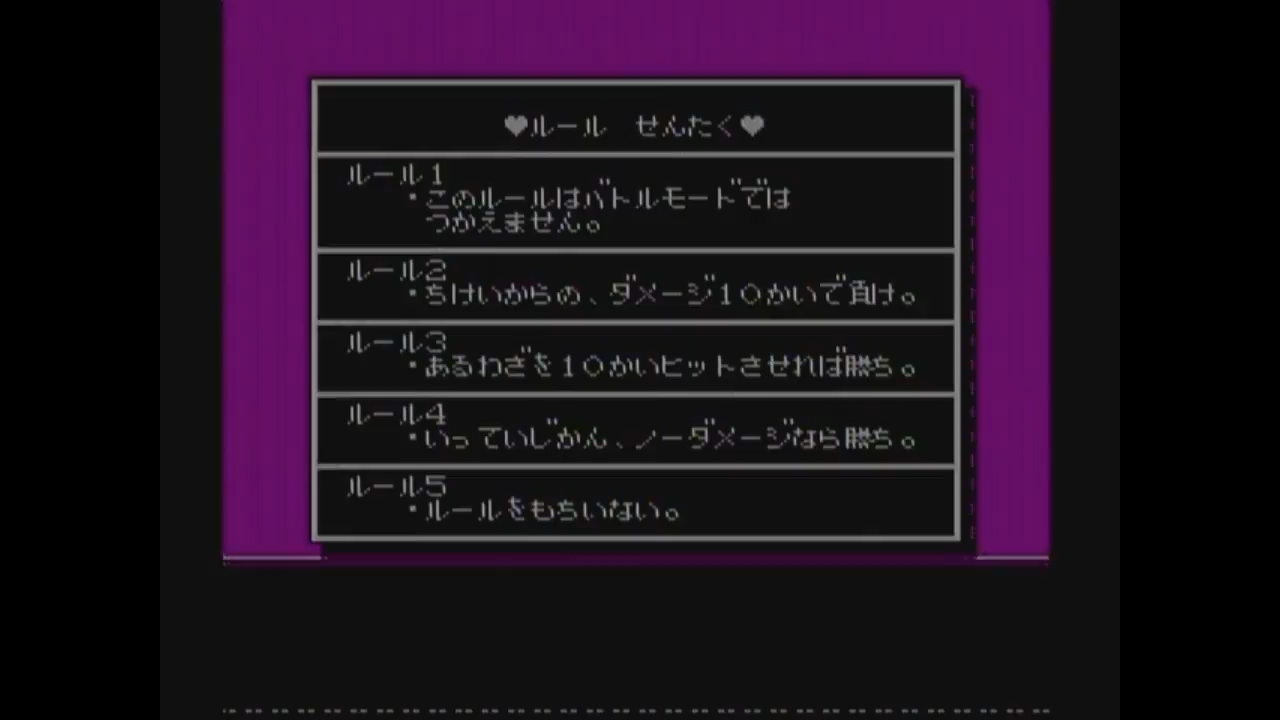 ♥ルール　せんたく♥
ルール1
・このルールはバトルモードでは
つかえません。
ルール2
・ちけいからの、ダメージ10かいで負け。
ルール3
・あるわざを10かいヒットさせれば勝ち。
ルール4
・いっていじかん、ノーダメージなら勝ち。
ルール5
・ルールをもちいない。